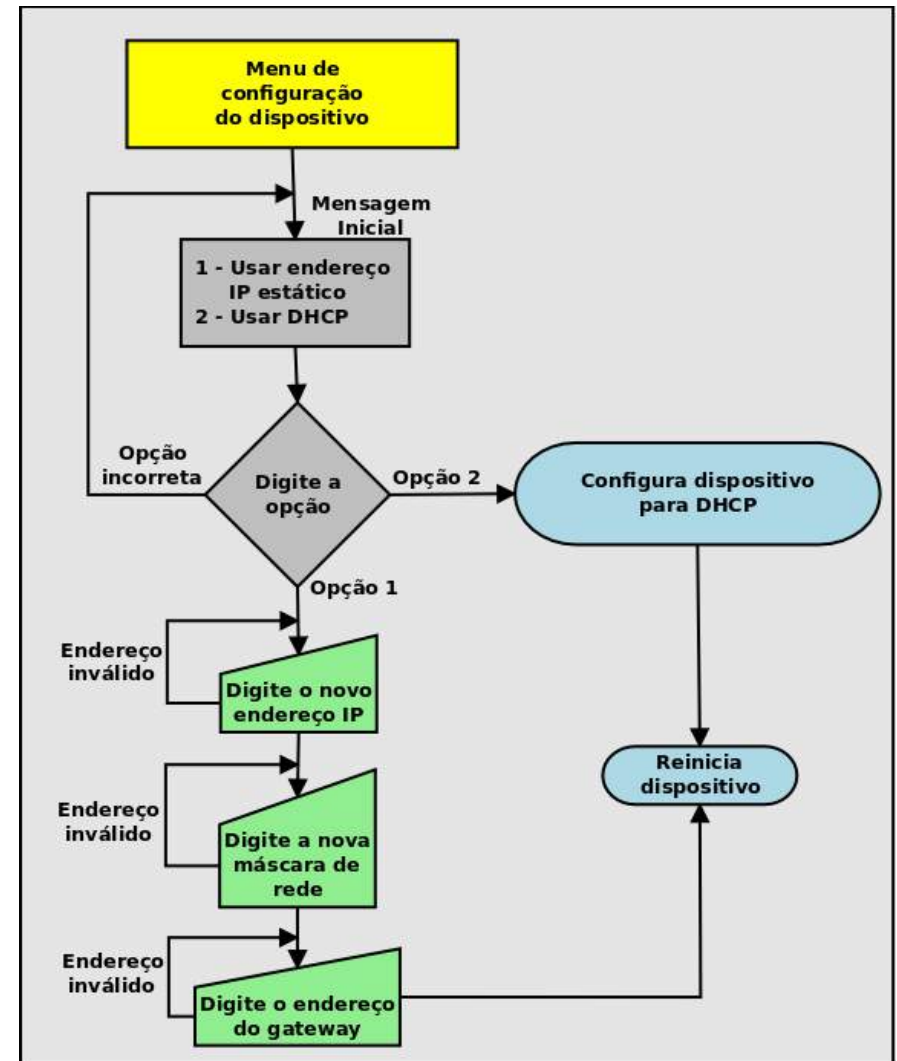 Menu de
configuração
do dispositivo
Mensagem
Inicial
1 - Usar endereço
IP estático
2 - Usar DHCP
Opção
incorreta
Digite a
opção
Opção 2
Configura dispositivo
para DHCP
Opção 1
Endereço
inválido
Digite o novo
endereço IP
Reinicia
dispositivo
Endereço
inválido
Digite a nova
máscara de
rede
Endereço
inválido
Digite o endereço
do gateway